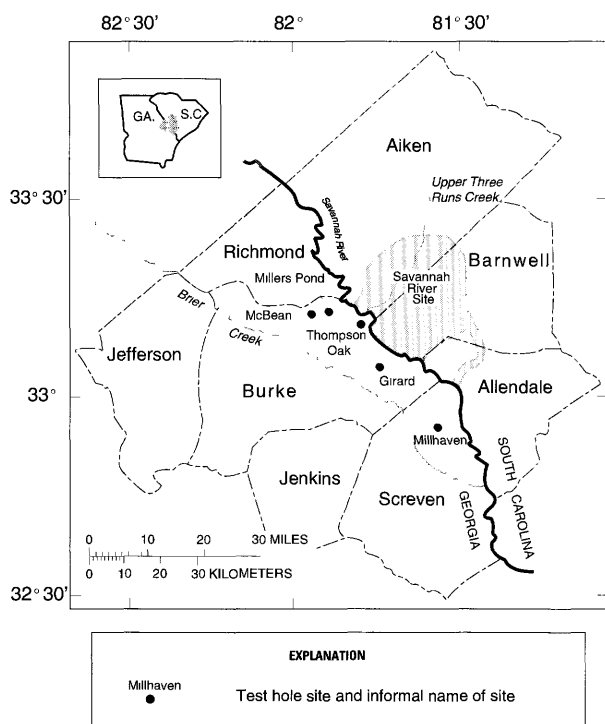 82° 30'
82°
81° 30'
GA.
S.C
Aiken
Upper Three
Runs Creek
33° 30'
Savannah River
Richmond
Barnwell
Savannah
River
Site
Millers Pond
Brier
McBean
Creek
Thompson
Oak
Jefferson
Girard
Allendale
33°
Burke
Millhaven
Jenkins
Screven
SOUTH
CAROLINA
GEORGIA
0 10 20 30 MILES
0 10 20 30 KILOMETERS
32° 30'
EXPLANATION
Millhaven
Test hole site and informal name of site